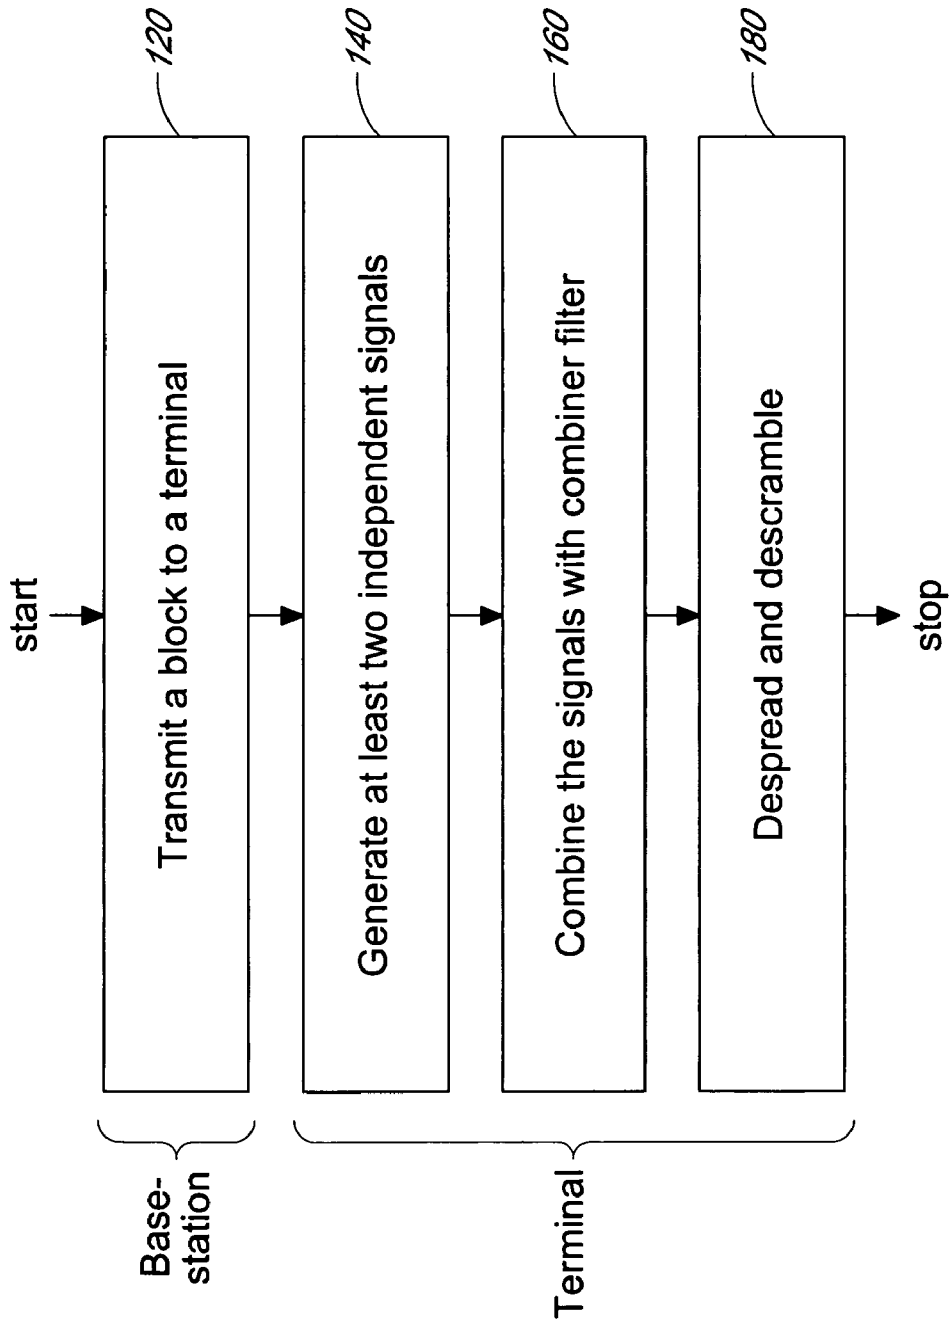 start
Base-
station
Transmit a block to a terminal
120
Terminal
Generate at least two independent signals
140
Combine the signals with combiner filter
160
Despread and descramble
180
stop